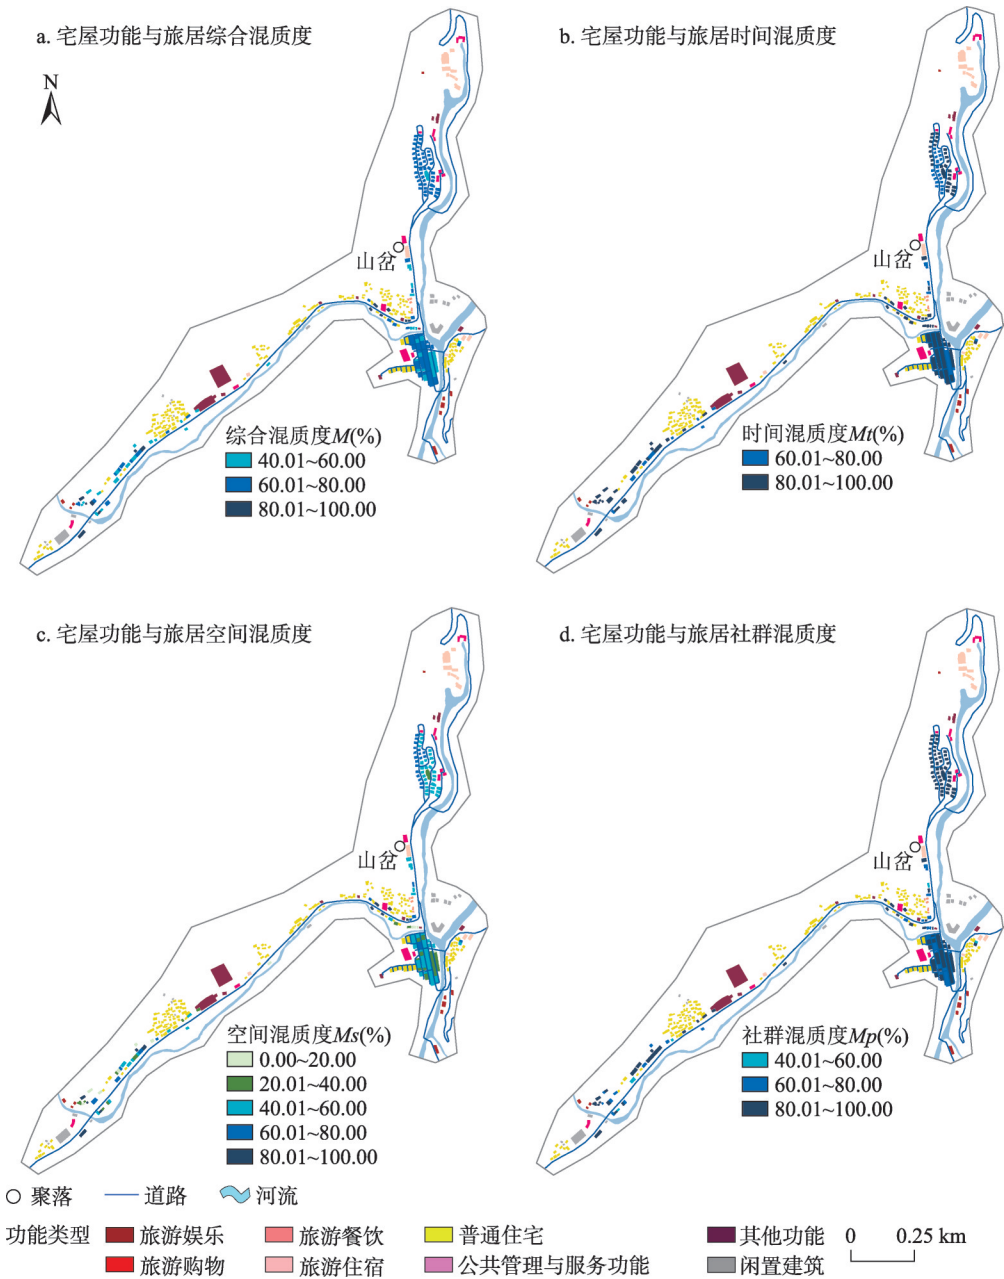 a. 宅屋功能与旅居综合混质度
N
山岔
综合混质度M(%)
40.01~60.00
60.01~80.00
80.01~100.00
b. 宅屋功能与旅居时间混质度
山岔
时间混质度Mt(%)
60.01~80.00
80.01~100.00
c. 宅屋功能与旅居空间混质度
山岔
空间混质度Ms(%)
0.00~20.00
20.01~40.00
40.01~60.00
60.01~80.00
80.01~100.00
d. 宅屋功能与旅居社群混质度
山岔
社群混质度Mp(%)
40.01~60.00
60.01~80.00
80.01~100.00
聚落 道路 河流
功能类型 旅游娱乐 旅游餐饮 普通住宅 其他功能 0 0.25 km
旅游购物 旅游住宿 公共管理与服务功能 闲置建筑